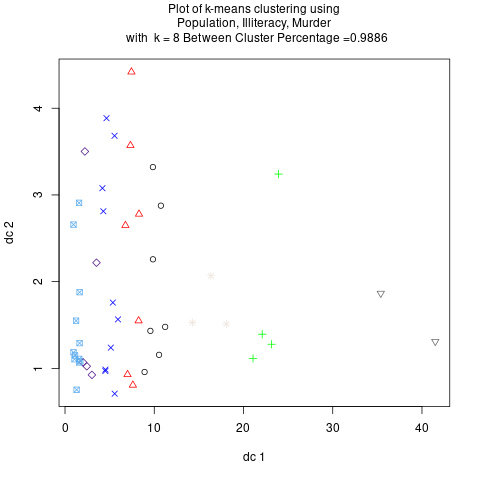 Plot of k-means clustering using
Population, Illiteracy, Murder
with k = 8 Between Cluster Percentage =0.9886
4
3
2
1
dc 2
0
10
20
30
40
dc 1